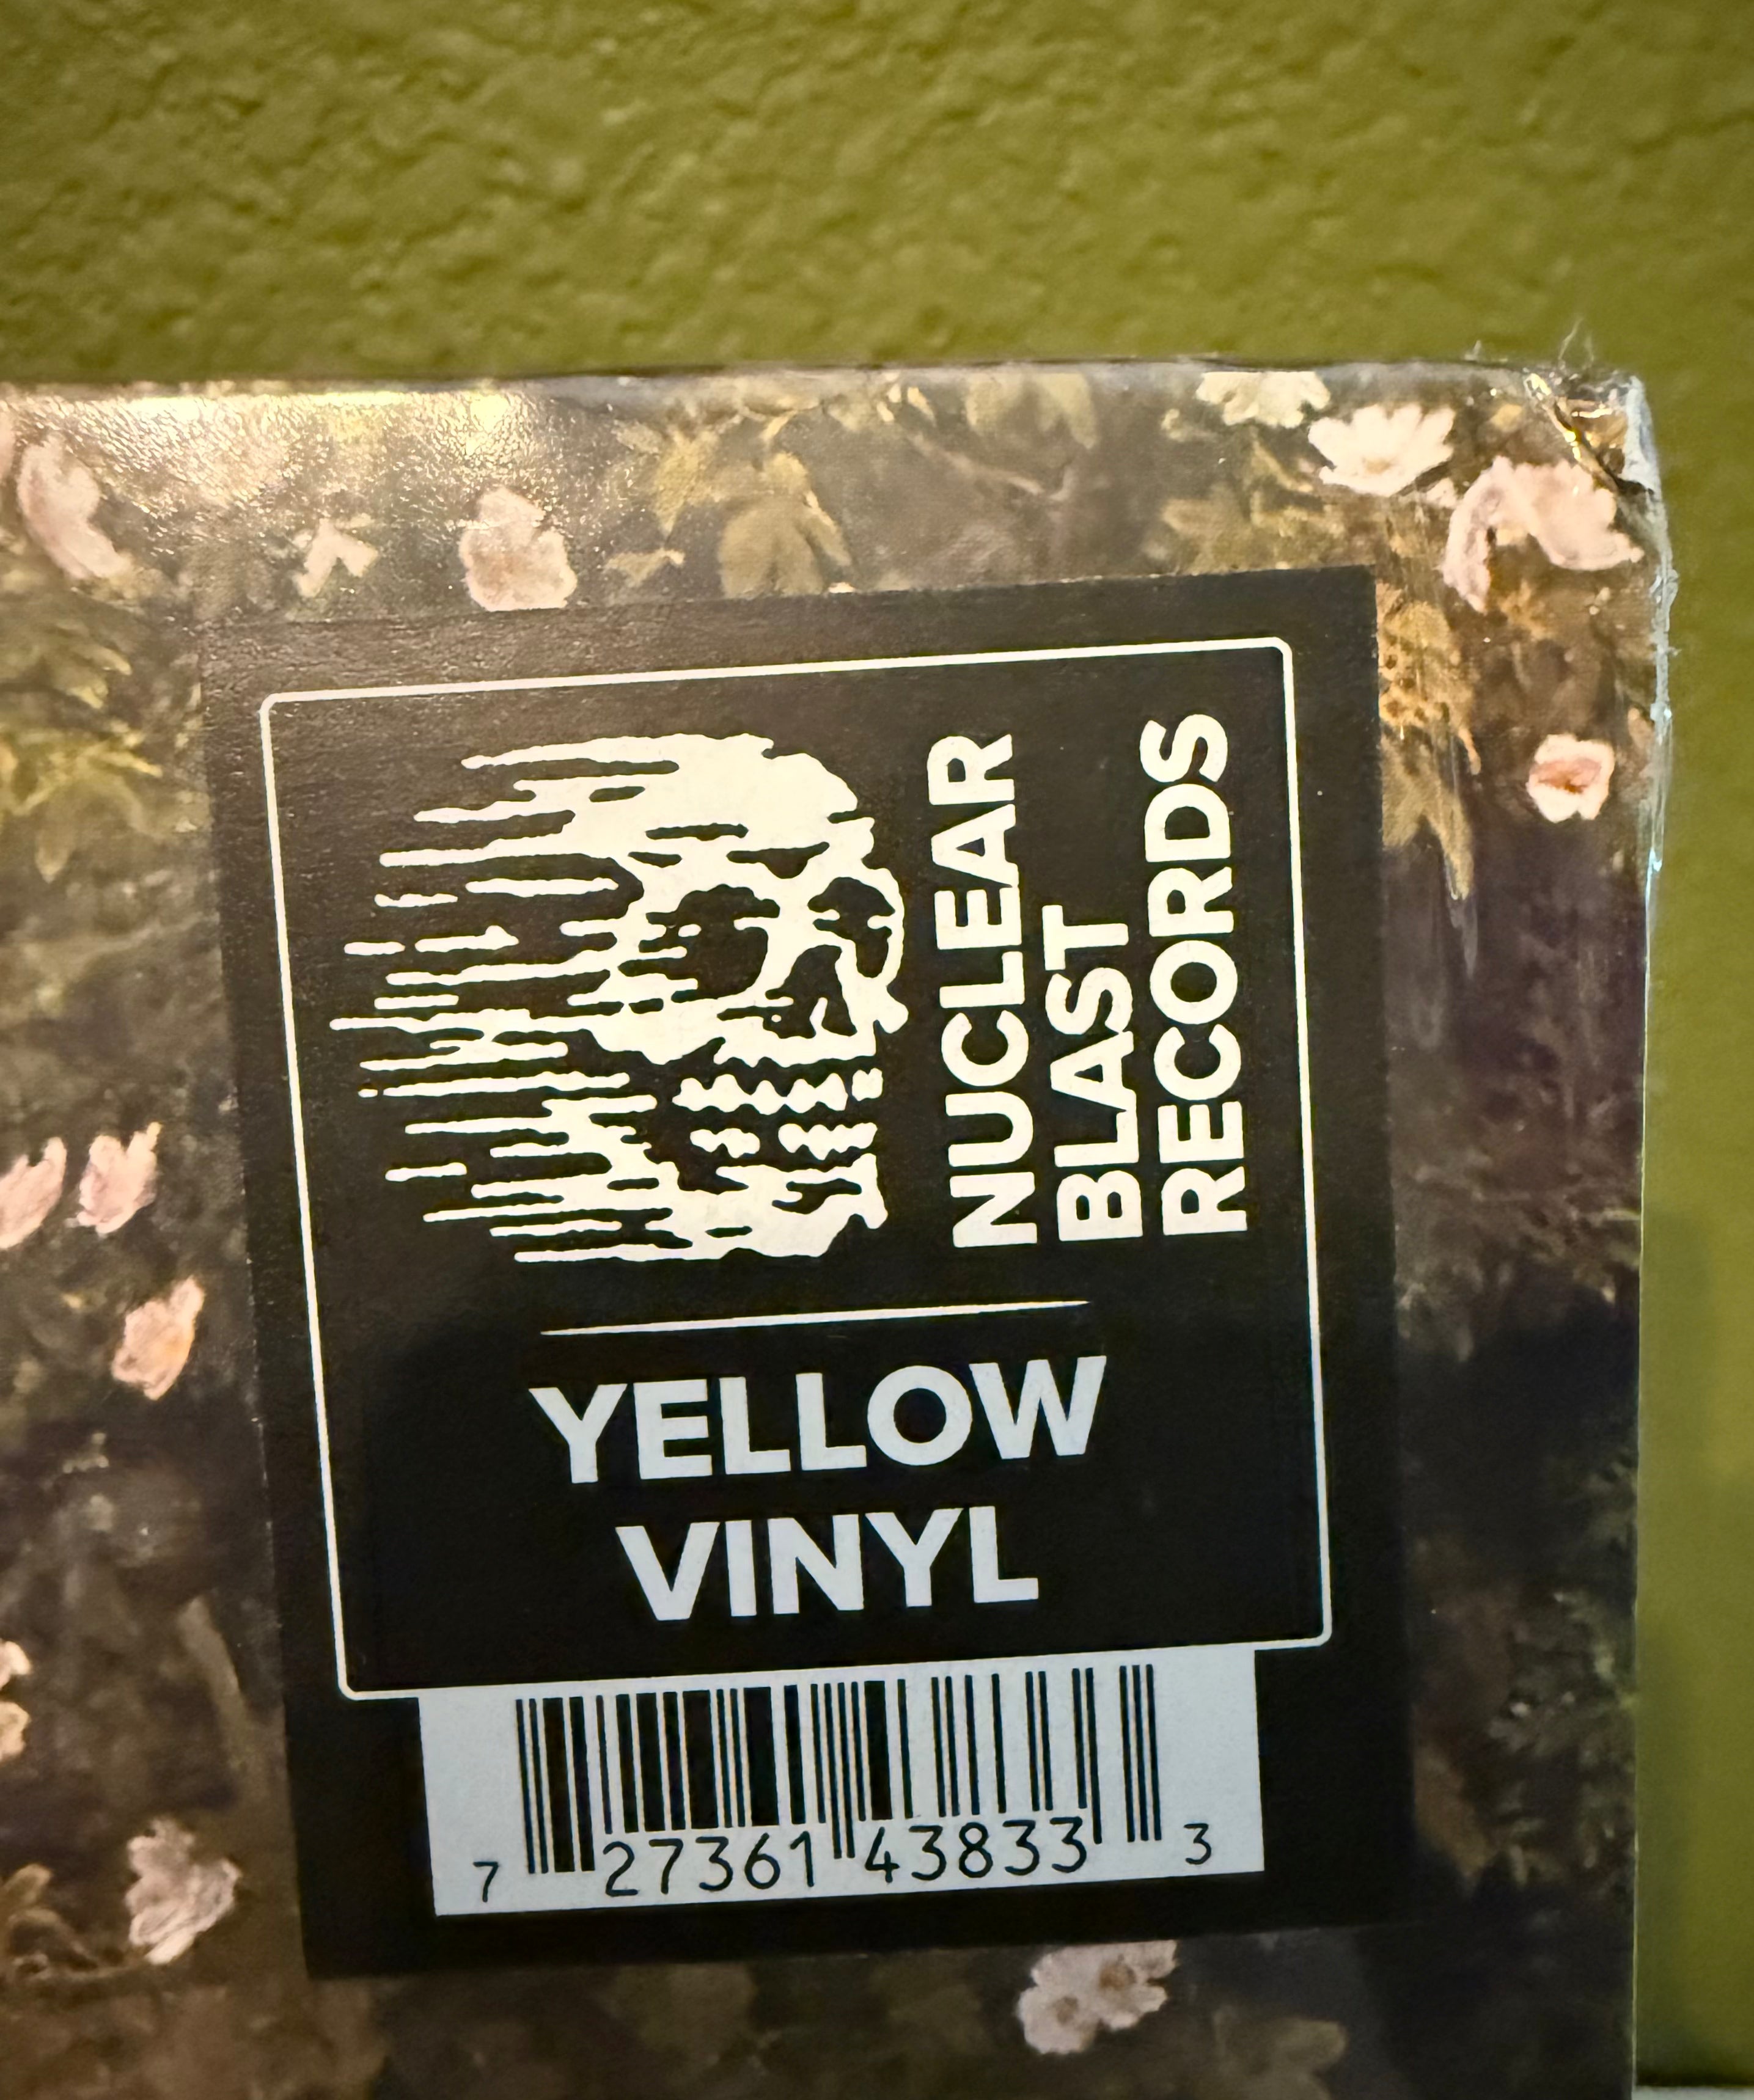 NUCLEAR
BLAST
RECORDS
YELLOW
VINYL
7 27361 43833 3